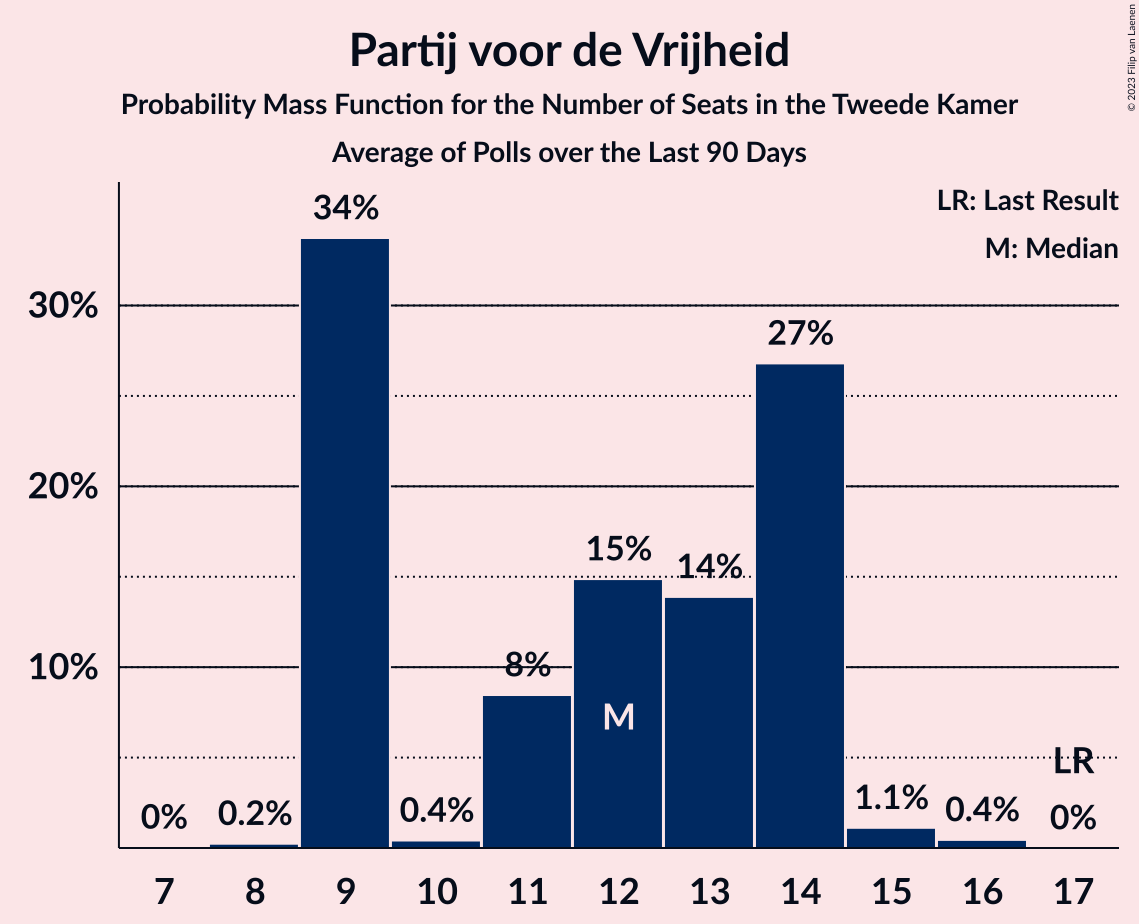 Partij voor de Vrijheid
Probability Mass Function for the Number of Seats in the Tweede Kamer
Average of Polls over the Last 90 Days
© 2023 Filip van Laenen
LR: Last Result
M: Median
34%
30%
27%
20%
15%
14%
10%
8%
M
LR
0%
0.2%
0.4%
1.1%
0.4%
0%
7 8 9 10 11 12 13 14 15 16 17